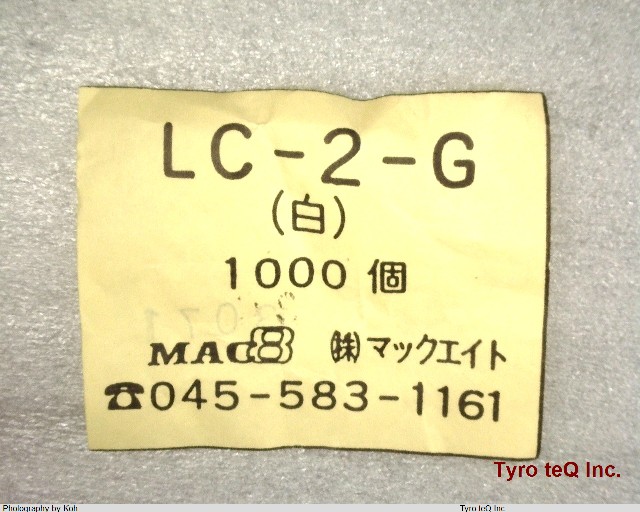 LC-2-G
(白)
1000 個
MAC8 ㈱マックエイト
☎045-583-1161
Tyro teQ Inc.
Photography by Koh
Tyro teQ Inc